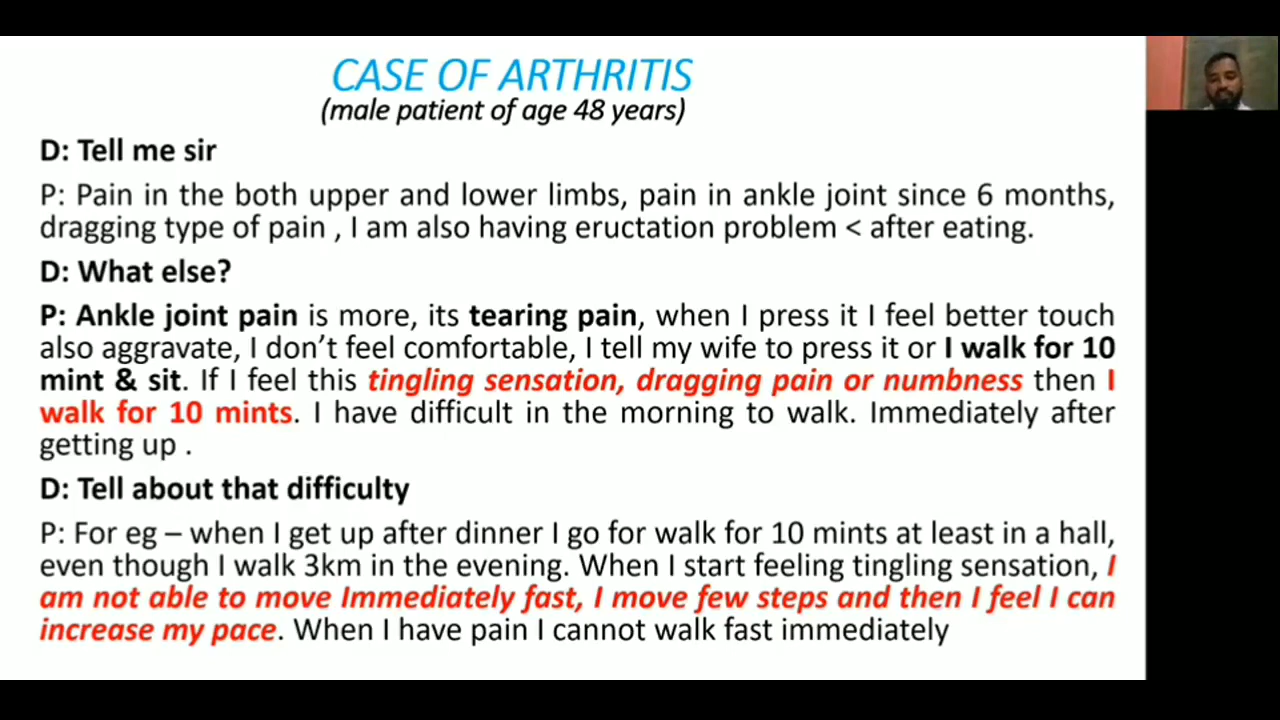 CASE OF ARTHRITIS
(male patient of age 48 years)
D: Tell me sir
P: Pain in the both upper and lower limbs, pain in ankle joint since 6 months,
dragging type of pain , I am also having eructation problem < after eating.
D: What else?
P: Ankle joint pain is more, its tearing pain, when I press it I feel better touch
also aggravate, I don’t feel comfortable, I tell my wife to press it or I walk for 10
mint & sit. If I feel this tingling sensation, dragging pain or numbness then I
walk for 10 mints. I have difficult in the morning to walk. Immediately after
getting up .
D: Tell about that difficulty
P: For eg – when I get up after dinner I go for walk for 10 mints at least in a hall,
even though I walk 3km in the evening. When I start feeling tingling sensation, I
am not able to move Immediately fast, I move few steps and then I feel I can
increase my pace. When I have pain I cannot walk fast immediately